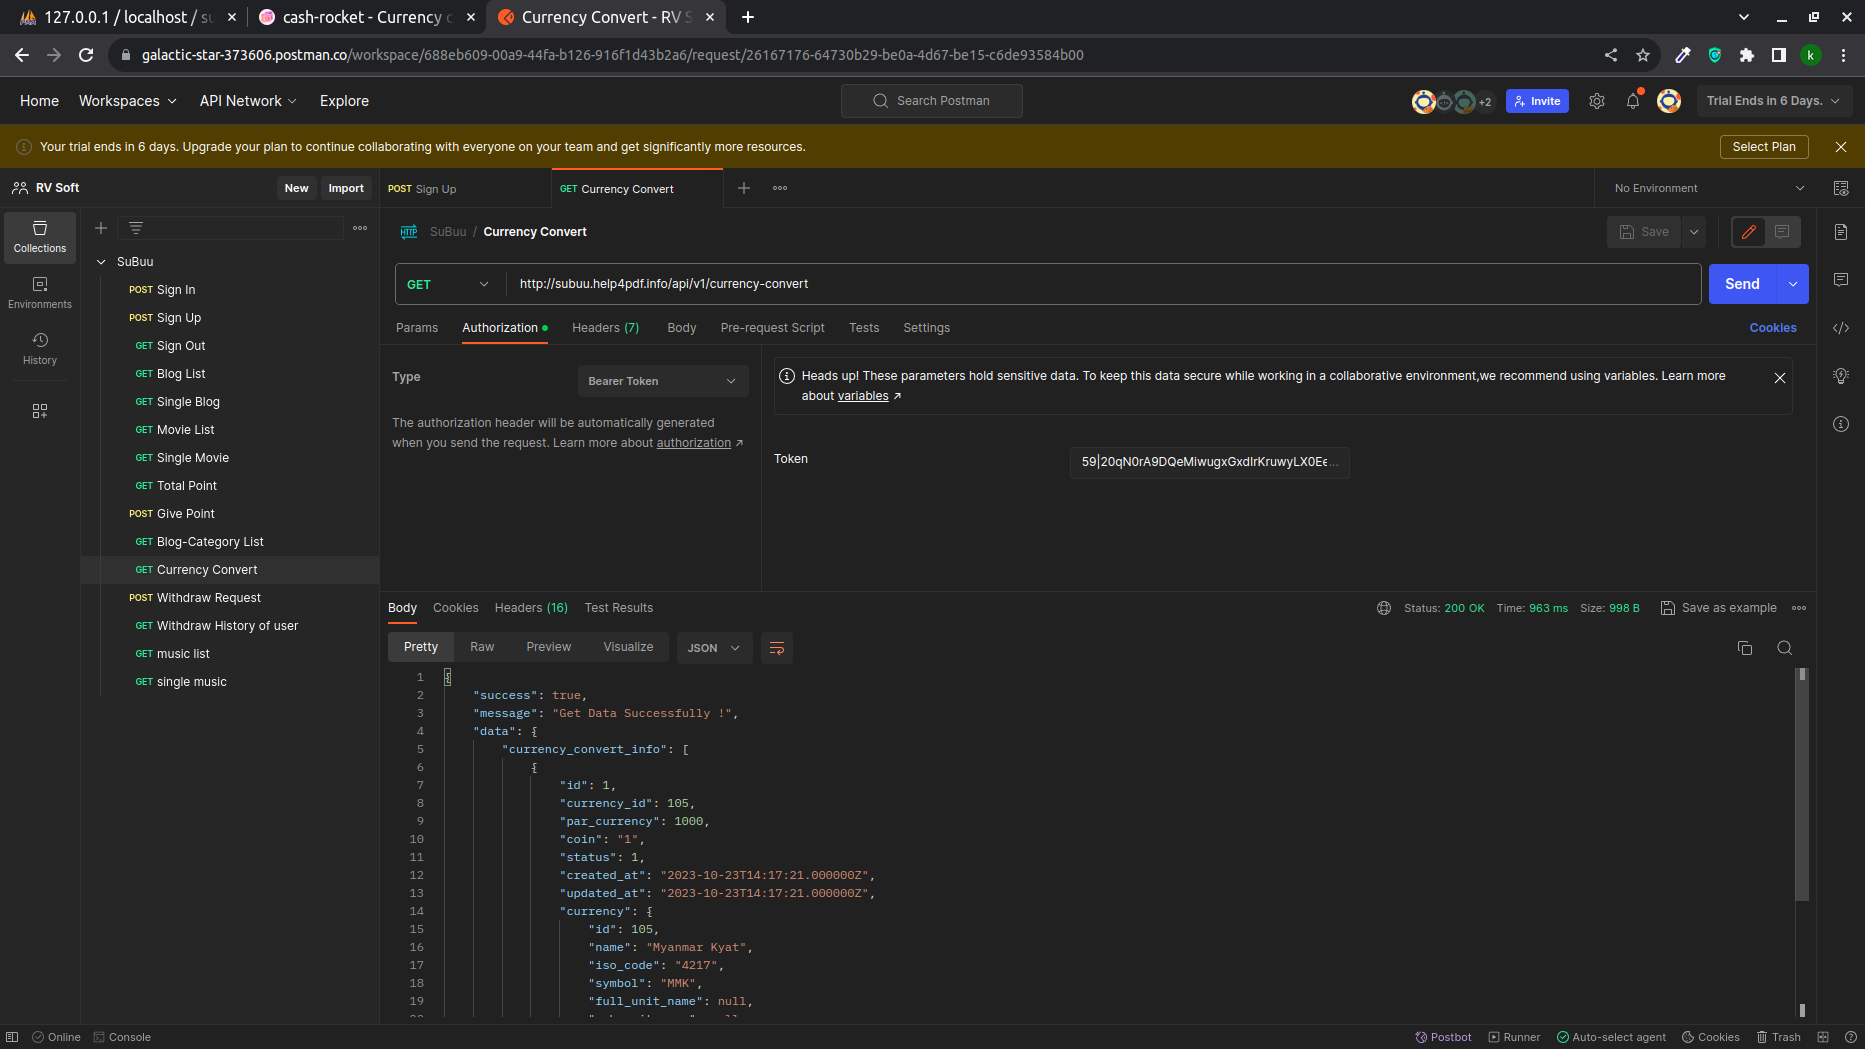 127.0.0.1 / localhost / su
cash-rocket - Currency c
Currency Convert - RV S
galactic-star-373606.postman.co/workspace/688eb609-00a9-44fa-b126-916f1d43b2a6/request/26167176-64730b29-be0a-4d67-be15-c6de93584b00
k
Home Workspaces API Network Explore
Search Postman
+2
Invite
Trial Ends in 6 Days.
Your trial ends in 6 days. Upgrade your plan to continue collaborating with everyone on your team and get significantly more resources.
Select Plan
RV Soft
New Import
POST Sign Up
GET Currency Convert
No Environment
Collections
Environments
History
SuBuu
POST Sign In
POST Sign Up
GET Sign Out
GET Blog List
GET Single Blog
GET Movie List
GET Single Movie
GET Total Point
POST Give Point
GET Blog-Category List
GET Currency Convert
POST Withdraw Request
GET Withdraw History of user
GET music list
GET single music
HTTP SuBuu / Currency Convert
Save
GET http://subuu.help4pdf.info/api/v1/currency-convert
Send
Params Authorization Headers (7) Body Pre-request Script Tests Settings
Cookies
Type
Bearer Token
The authorization header will be automatically generated
when you send the request. Learn more about authorization ↗
Heads up! These parameters hold sensitive data. To keep this data secure while working in a collaborative environment,we recommend using variables. Learn more
about variables ↗
Token
59|20qN0rA9DQeMiwugxGxdIrKruwyLX0Ee...
Body Cookies Headers (16) Test Results
Status: 200 OK Time: 963 ms Size: 998 B
Save as example
Pretty Raw Preview Visualize JSON
1 {
2 "success": true,
3 "message": "Get Data Successfully !",
4 "data": {
5 "currency_convert_info": [
6 {
7 "id": 1,
8 "currency_id": 105,
9 "par_currency": 1000,
10 "coin": "1",
11 "status": 1,
12 "created_at": "2023-10-23T14:17:21.000000Z",
13 "updated_at": "2023-10-23T14:17:21.000000Z",
14 "currency": {
15 "id": 105,
16 "name": "Myanmar Kyat",
17 "iso_code": "4217",
18 "symbol": "MMK",
19 "full_unit_name": null,
Online
Console
Postbot Runner Auto-select agent Cookies Trash